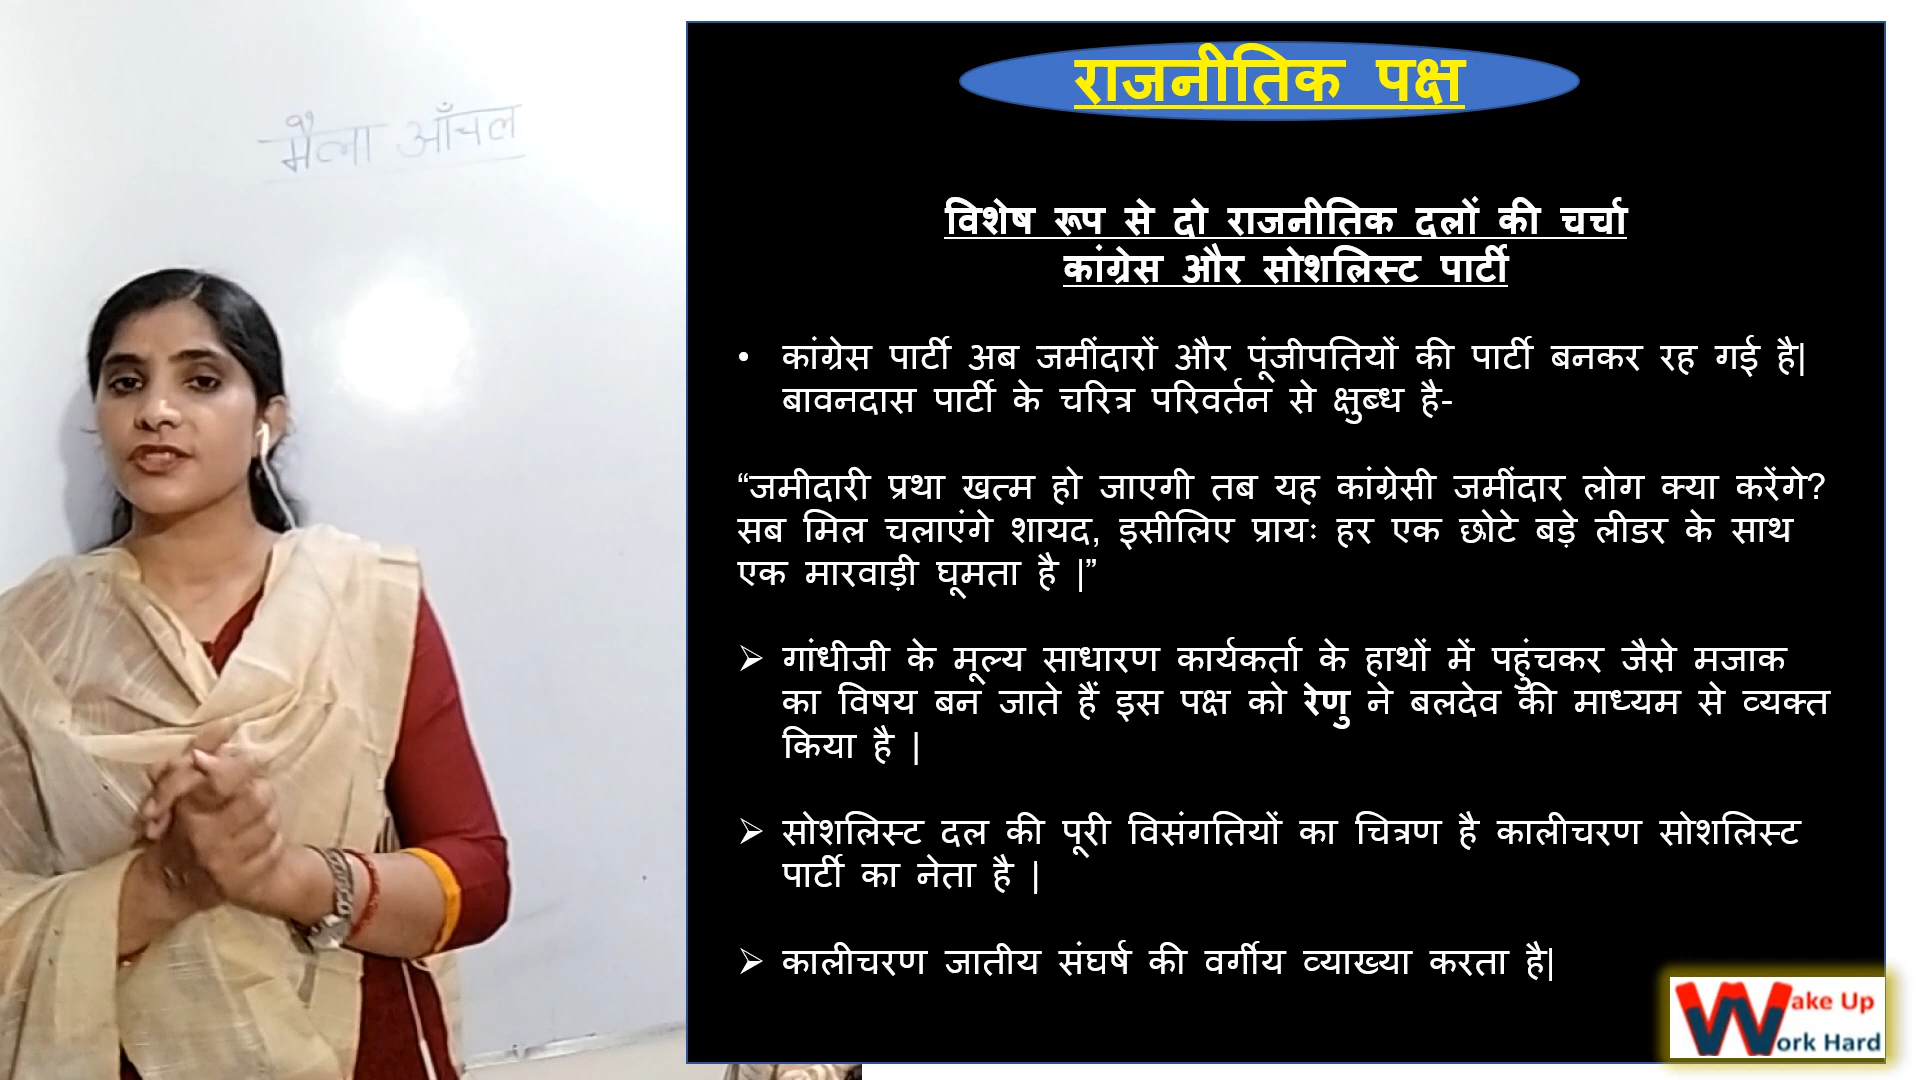 मैला आँचल
राजनीतिक पक्ष
विशेष रूप से दो राजनीतिक दलों की चर्चा
कांग्रेस और सोशलिस्ट पार्टी
• कांग्रेस पार्टी अब जमींदारों और पूंजीपतियों की पार्टी बनकर रह गई है|
बावनदास पार्टी के चरित्र परिवर्तन से क्षुब्ध है-
“जमीदारी प्रथा खत्म हो जाएगी तब यह कांग्रेसी जमींदार लोग क्या करेंगे?
सब मिल चलाएंगे शायद, इसीलिए प्रायः हर एक छोटे बड़े लीडर के साथ
एक मारवाड़ी घूमता है |”
➢ गांधीजी के मूल्य साधारण कार्यकर्ता के हाथों में पहुंचकर जैसे मजाक
का विषय बन जाते हैं इस पक्ष को रेणु ने बलदेव की माध्यम से व्यक्त
किया है |
➢ सोशलिस्ट दल की पूरी विसंगतियों का चित्रण है कालीचरण सोशलिस्ट
पार्टी का नेता है |
➢ कालीचरण जातीय संघर्ष की वर्गीय व्याख्या करता है|
Wake Up
Work Hard